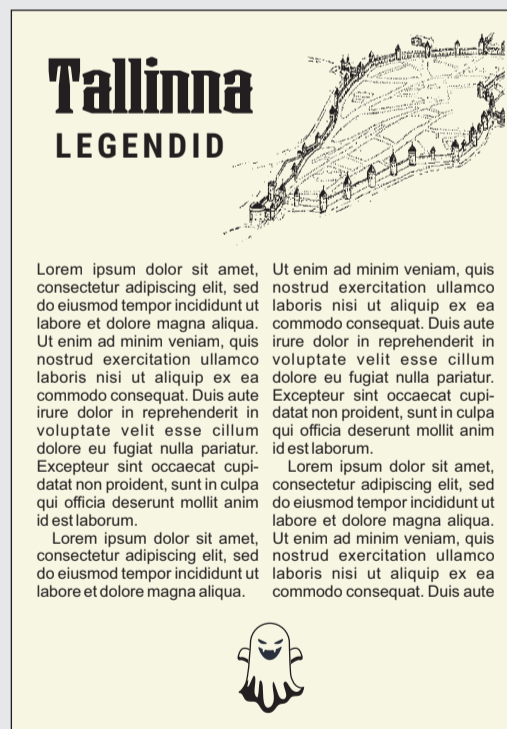 Tallinna
LEGENDID
Lorem ipsum dolor sit amet,
consectetur adipiscing elit, sed
do eiusmod tempor incididunt ut
labore et dolore magna aliqua.
Ut enim ad minim veniam, quis
nostrud exercitation ullamco
laboris nisi ut aliquip ex ea
commodo consequat. Duis aute
irure dolor in reprehenderit in
voluptate velit esse cillum
dolore eu fugiat nulla pariatur.
Excepteur sint occaecat cupi-
datat non proident, sunt in culpa
qui officia deserunt mollit anim
id est laborum.
Lorem ipsum dolor sit amet,
consectetur adipiscing elit, sed
do eiusmod tempor incididunt ut
labore et dolore magna aliqua.
Ut enim ad minim veniam, quis
nostrud exercitation ullamco
laboris nisi ut aliquip ex ea
commodo consequat. Duis aute
irure dolor in reprehenderit in
voluptate velit esse cillum
dolore eu fugiat nulla pariatur.
Excepteur sint occaecat cupi-
datat non proident, sunt in culpa
qui officia deserunt mollit anim
id est laborum.
Lorem ipsum dolor sit amet,
consectetur adipiscing elit, sed
do eiusmod tempor incididunt ut
labore et dolore magna aliqua.
Ut enim ad minim veniam, quis
nostrud exercitation ullamco
laboris nisi ut aliquip ex ea
commodo consequat. Duis aute